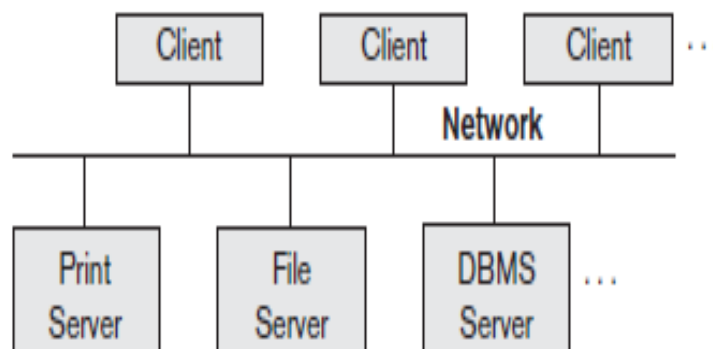 Client Client Client ..
Network
Print File DBMS ...
Server Server Server